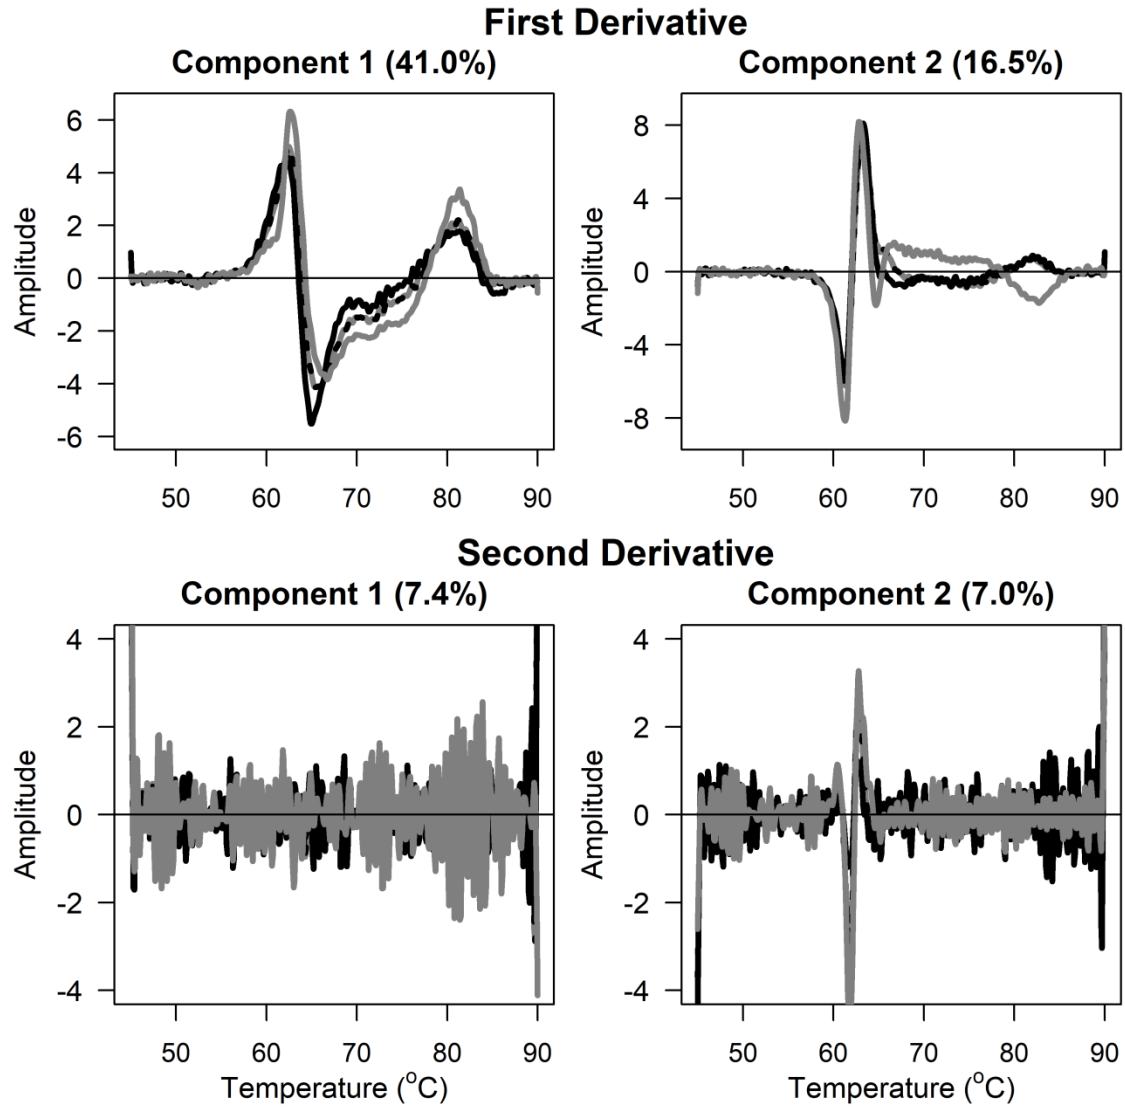 First Derivative
Component 1 (41.0%)
Component 2 (16.5%)
Amplitude
6
4
2
0
-2
-4
-6
50 60 70 80 90
Amplitude
8
4
0
-4
-8
50 60 70 80 90
Second Derivative
Component 1 (7.4%)
Component 2 (7.0%)
Amplitude
4
2
0
-2
-4
50 60 70 80 90
Temperature (°C)
Amplitude
4
2
0
-2
-4
50 60 70 80 90
Temperature (°C)